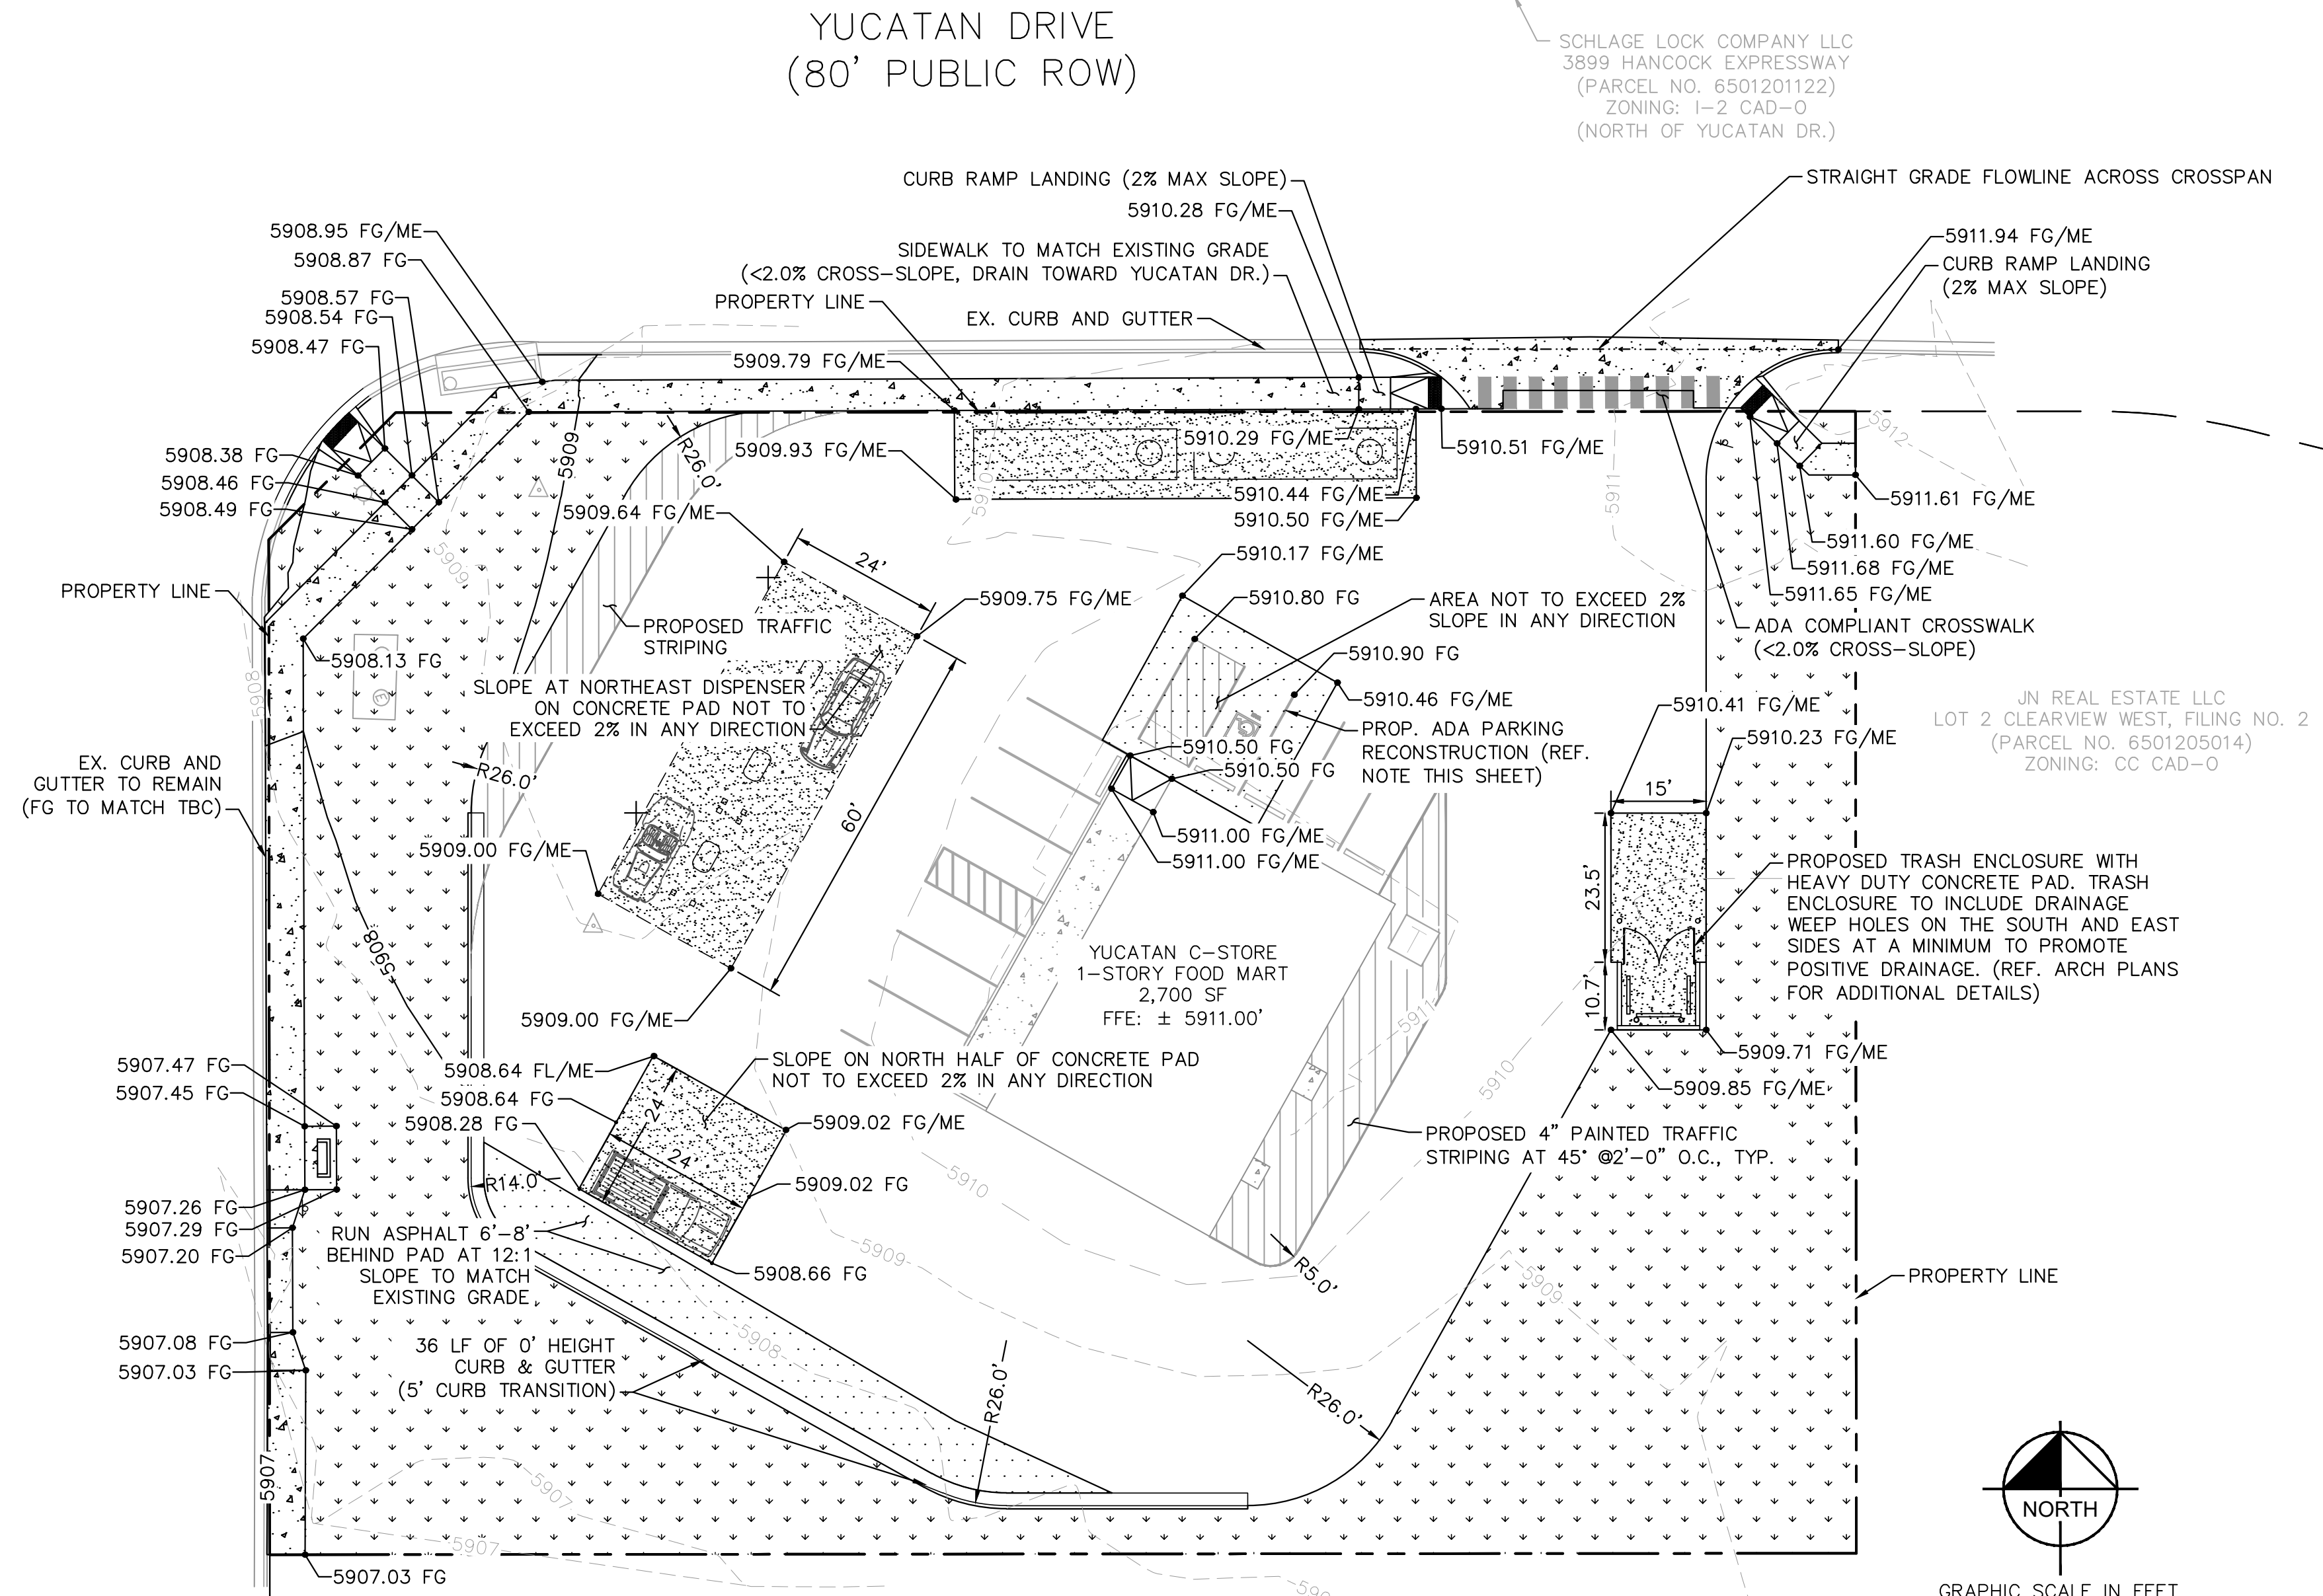 YUCATAN DRIVE
(80' PUBLIC ROW)
SCHLAGE LOCK COMPANY LLC
3899 HANCOCK EXPRESSWAY
(PARCEL NO. 6501201122)
ZONING: I-2 CAD-O
(NORTH OF YUCATAN DR.)
CURB RAMP LANDING (2% MAX SLOPE)
5910.28 FG/ME
SIDEWALK TO MATCH EXISTING GRADE
(<2.0% CROSS-SLOPE, DRAIN TOWARD YUCATAN DR.)
PROPERTY LINE
EX. CURB AND GUTTER
5909.79 FG/ME
STRAIGHT GRADE FLOWLINE ACROSS CROSSPAN
5911.94 FG/ME
CURB RAMP LANDING
(2% MAX SLOPE)
5908.95 FG/ME
5908.87 FG
5908.57 FG
5908.54 FG
5908.47 FG
5908.38 FG
5908.46 FG
5908.49 FG
5909
R26.0'
5909.93 FG/ME
5910
5910.29 FG/ME
5910.51 FG/ME
5910.44 FG/ME
5910.50 FG/ME
5911
5912
5911.61 FG/ME
5911.60 FG/ME
5911.68 FG/ME
5911.65 FG/ME
ADA COMPLIANT CROSSWALK
(<2.0% CROSS-SLOPE)
5909.64 FG/ME
24'
5909.75 FG/ME
5909
PROPERTY LINE
5908
5908.13 FG
E
PROPOSED TRAFFIC
STRIPING
SLOPE AT NORTHEAST DISPENSER
ON CONCRETE PAD NOT TO
EXCEED 2% IN ANY DIRECTION
60'
R26.0'
5909.00 FG/ME
5909.00 FG/ME
5910.17 FG/ME
5910.80 FG
AREA NOT TO EXCEED 2%
SLOPE IN ANY DIRECTION
5910.90 FG
5910.46 FG/ME
PROP. ADA PARKING
RECONSTRUCTION (REF.
NOTE THIS SHEET)
5910.50 FG
5910.50 FG
5911.00 FG/ME
5911.00 FG/ME
5910.41 FG/ME
5910.23 FG/ME
JN REAL ESTATE LLC
LOT 2 CLEARVIEW WEST, FILING NO. 2
(PARCEL NO. 6501205014)
ZONING: CC CAD-O
EX. CURB AND
GUTTER TO REMAIN
(FG TO MATCH TBC)
5908
15'
23.5'
10.7'
PROPOSED TRASH ENCLOSURE WITH
HEAVY DUTY CONCRETE PAD. TRASH
ENCLOSURE TO INCLUDE DRAINAGE
WEEP HOLES ON THE SOUTH AND EAST
SIDES AT A MINIMUM TO PROMOTE
POSITIVE DRAINAGE. (REF. ARCH PLANS
FOR ADDITIONAL DETAILS)
YUCATAN C-STORE
1-STORY FOOD MART
2,700 SF
FFE: ± 5911.00'
5911
5910
5909.71 FG/ME
5909.85 FG/ME
5907.47 FG
5907.45 FG
5908.64 FL/ME
5908.64 FG
5908.28 FG
SLOPE ON NORTH HALF OF CONCRETE PAD
NOT TO EXCEED 2% IN ANY DIRECTION
24'
24'
5909.02 FG/ME
5909.02 FG
5908.66 FG
5910
PROPOSED 4" PAINTED TRAFFIC
STRIPING AT 45° @2'-0" O.C., TYP.
R14.0'
5907.26 FG
5907.29 FG
5907.20 FG
RUN ASPHALT 6'-8'
BEHIND PAD AT 12:1
SLOPE TO MATCH
EXISTING GRADE
5909
5909
R5.0'
PROPERTY LINE
5907.08 FG
5907.03 FG
36 LF OF 0' HEIGHT
CURB & GUTTER
(5' CURB TRANSITION)
5908
R26.0'
R26.0'
5907
5907
5907
5907.03 FG
NORTH
GRAPHIC SCALE IN FEET